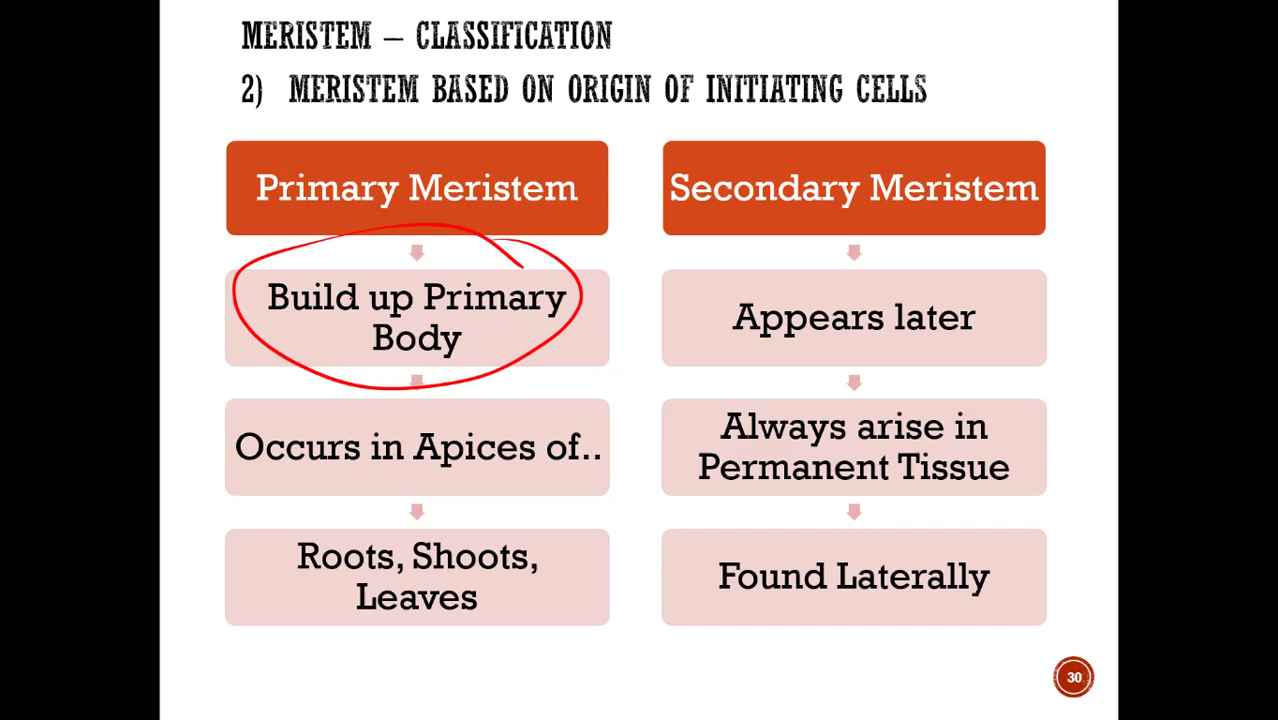 MERISTEM – CLASSIFICATION
2) MERISTEM BASED ON ORIGIN OF INITIATING CELLS
Primary Meristem
Build up Primary
Body
Occurs in Apices of..
Roots, Shoots,
Leaves
Secondary Meristem
Appears later
Always arise in
Permanent Tissue
Found Laterally
30